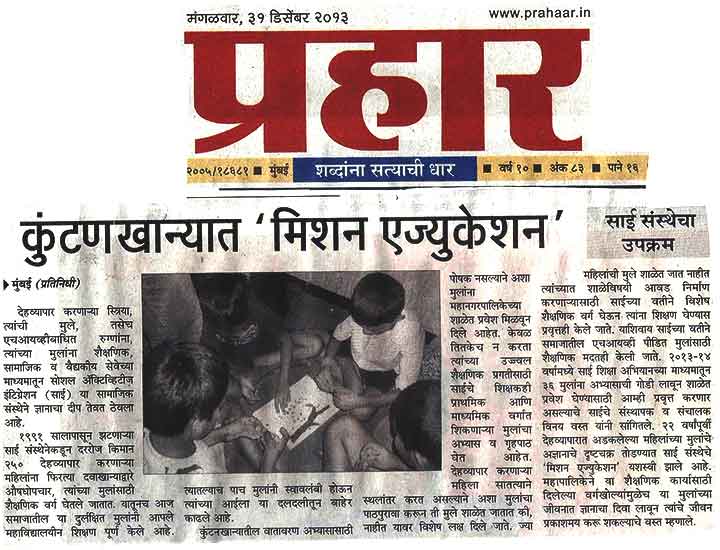 मंगळवार, ३१ डिसेंबर २०१३
www.prahaar.in
प्रहार
२००५/१८६८१ ■ मुंबई ■ शब्दांना सत्याची धार ■ वर्ष १० ■ अंक ८३ ■ पाने १६
कुंटणखान्यात ‘मिशन एज्युकेशन’
साई संस्थेचा
उपक्रम
▶ मुंबई (प्रतिनिधी)
देहव्यापार करणाऱ्या स्त्रिया,
त्यांची मुले, तसेच
एचआयव्हीबाधित रुग्णांना,
त्यांच्या मुलांना शैक्षणिक,
सामाजिक व वैद्यकीय सेवेच्या
माध्यमातून सोशल ॲक्टिव्हिटीज
इंटिग्रेशन (साई) या सामाजिक
संस्थेने ज्ञानाचा दीप तेवत ठेवला
आहे.
१९९१ सालापासून झटणाऱ्या
साई संस्थेनकडून दररोज किमान
२५० देहव्यापार करणाऱ्या
महिलांना फिरत्या दवाखान्याद्वारे
औषधोपचार, त्यांच्या मुलांसाठी
शैक्षणिक वर्ग घेतले जातात. यातूनच आज
समाजातील या दुर्लक्षित मुलांनी आपले
महाविद्यालयीन शिक्षण पूर्ण केले आहे.
त्यातल्याच पाच मुलांनी स्वावलंबी होऊन
त्यांच्या आईला या दलदलीतून बाहेर
काढले आहे.
कुंटणखान्यातील वातावरण अभ्यासासाठी
पोषक नसल्याने अशा
मुलांना
महानगरपालिकेच्या
शाळेत प्रवेश मिळवून
दिले आहेत. केवळ
तितकेच न करता
त्यांच्या उज्ज्वल
शैक्षणिक प्रगतीसाठी
साईचे शिक्षकही
प्राथमिक आणि
माध्यमिक वर्गात
शिकणाऱ्या मुलांचा
अभ्यास व गृहपाठ
घेत आहेत.
देहव्यापार करणाऱ्या
महिला सातत्याने
स्थलांतर करत असल्याने अशा मुलांचा
पाठपुरावा करून ती मुले शाळेत जातात की,
नाहीत यावर विशेष लक्ष दिले जाते. ज्या
महिलांची मुले शाळेत जात नाहीत
त्यांच्यात शाळेविषयी आवड निर्माण
करणाऱ्यासाठी साईच्या वतीने विशेष
शैक्षणिक वर्ग घेऊन त्यांना शिक्षण घेण्यास
प्रवृत्तही केले जाते. याशिवाय साईच्या वतीने
समाजातील एचआयव्ही पीडित मुलांसाठी
शैक्षणिक मदतही केली जाते. २०१३-१४
वर्षामध्ये साई शिक्षा अभियानच्या माध्यमातून
३६ मुलांना अभ्यासाची गोडी लावून शाळेत
प्रवेश घेण्यासाठी आम्ही प्रवृत्त करणार
असल्याचे साईचे संस्थापक व संचालक
विनय वस्त यांनी सांगितले. २२ वर्षांपूर्वी
देहव्यापारात अडकलेल्या महिलांच्या मुलांचे
अज्ञानाचे दुष्टचक्र तोडण्यात साई संस्थेचे
‘मिशन एज्युकेशन’ यशस्वी झाले आहे.
महापालिकेने या शैक्षणिक कार्यासाठी
दिलेल्या वर्गखोल्यांमुळेच या मुलांच्या
जीवनात ज्ञानाचा दिवा लावून त्यांचे जीवन
प्रकाशमय करू शकल्याचे वस्त म्हणाले.